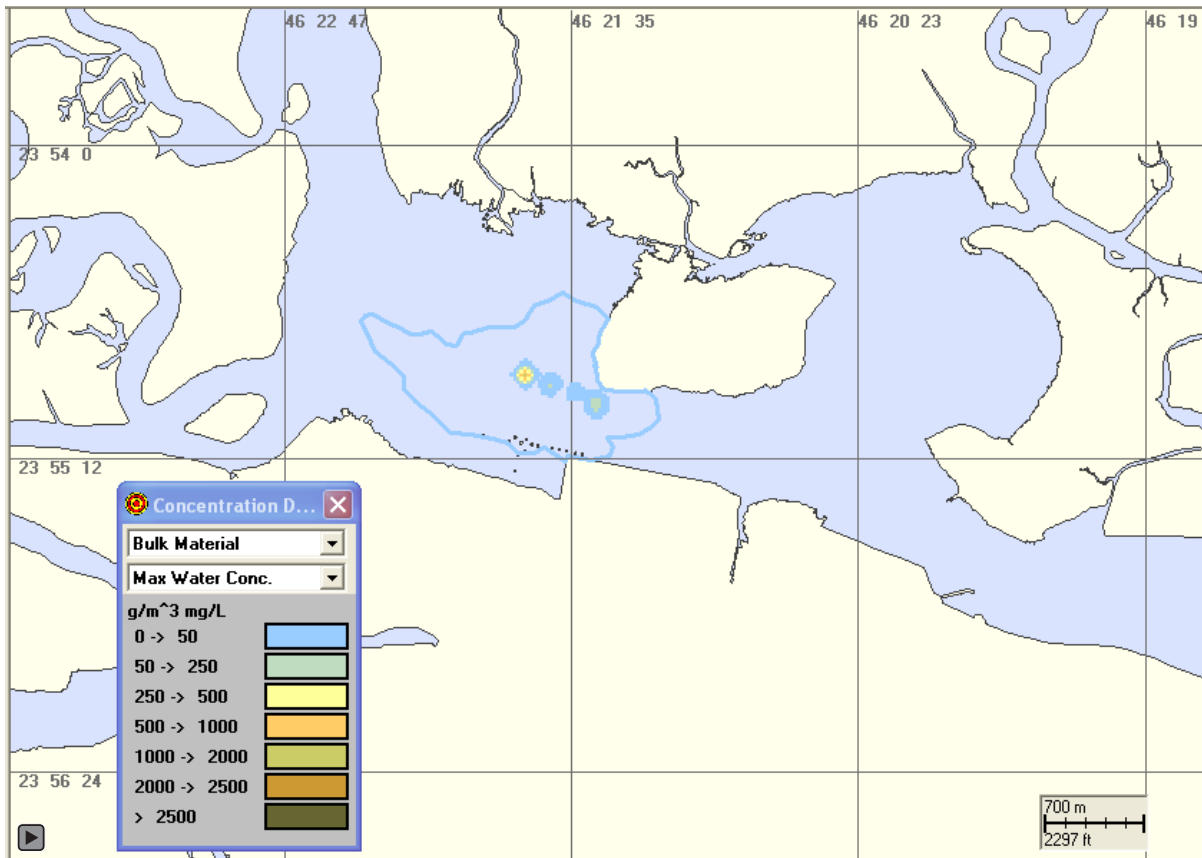 46 22 47
46 21 35
46 20 23
46 19
23 54 0
23 55 12
Concentration D...
Bulk Material
Max Water Conc.
g/m^3 mg/L
0 -> 50
50 -> 250
250 -> 500
500 -> 1000
1000 -> 2000
2000 -> 2500
> 2500
23 56 24
700 m
2297 ft